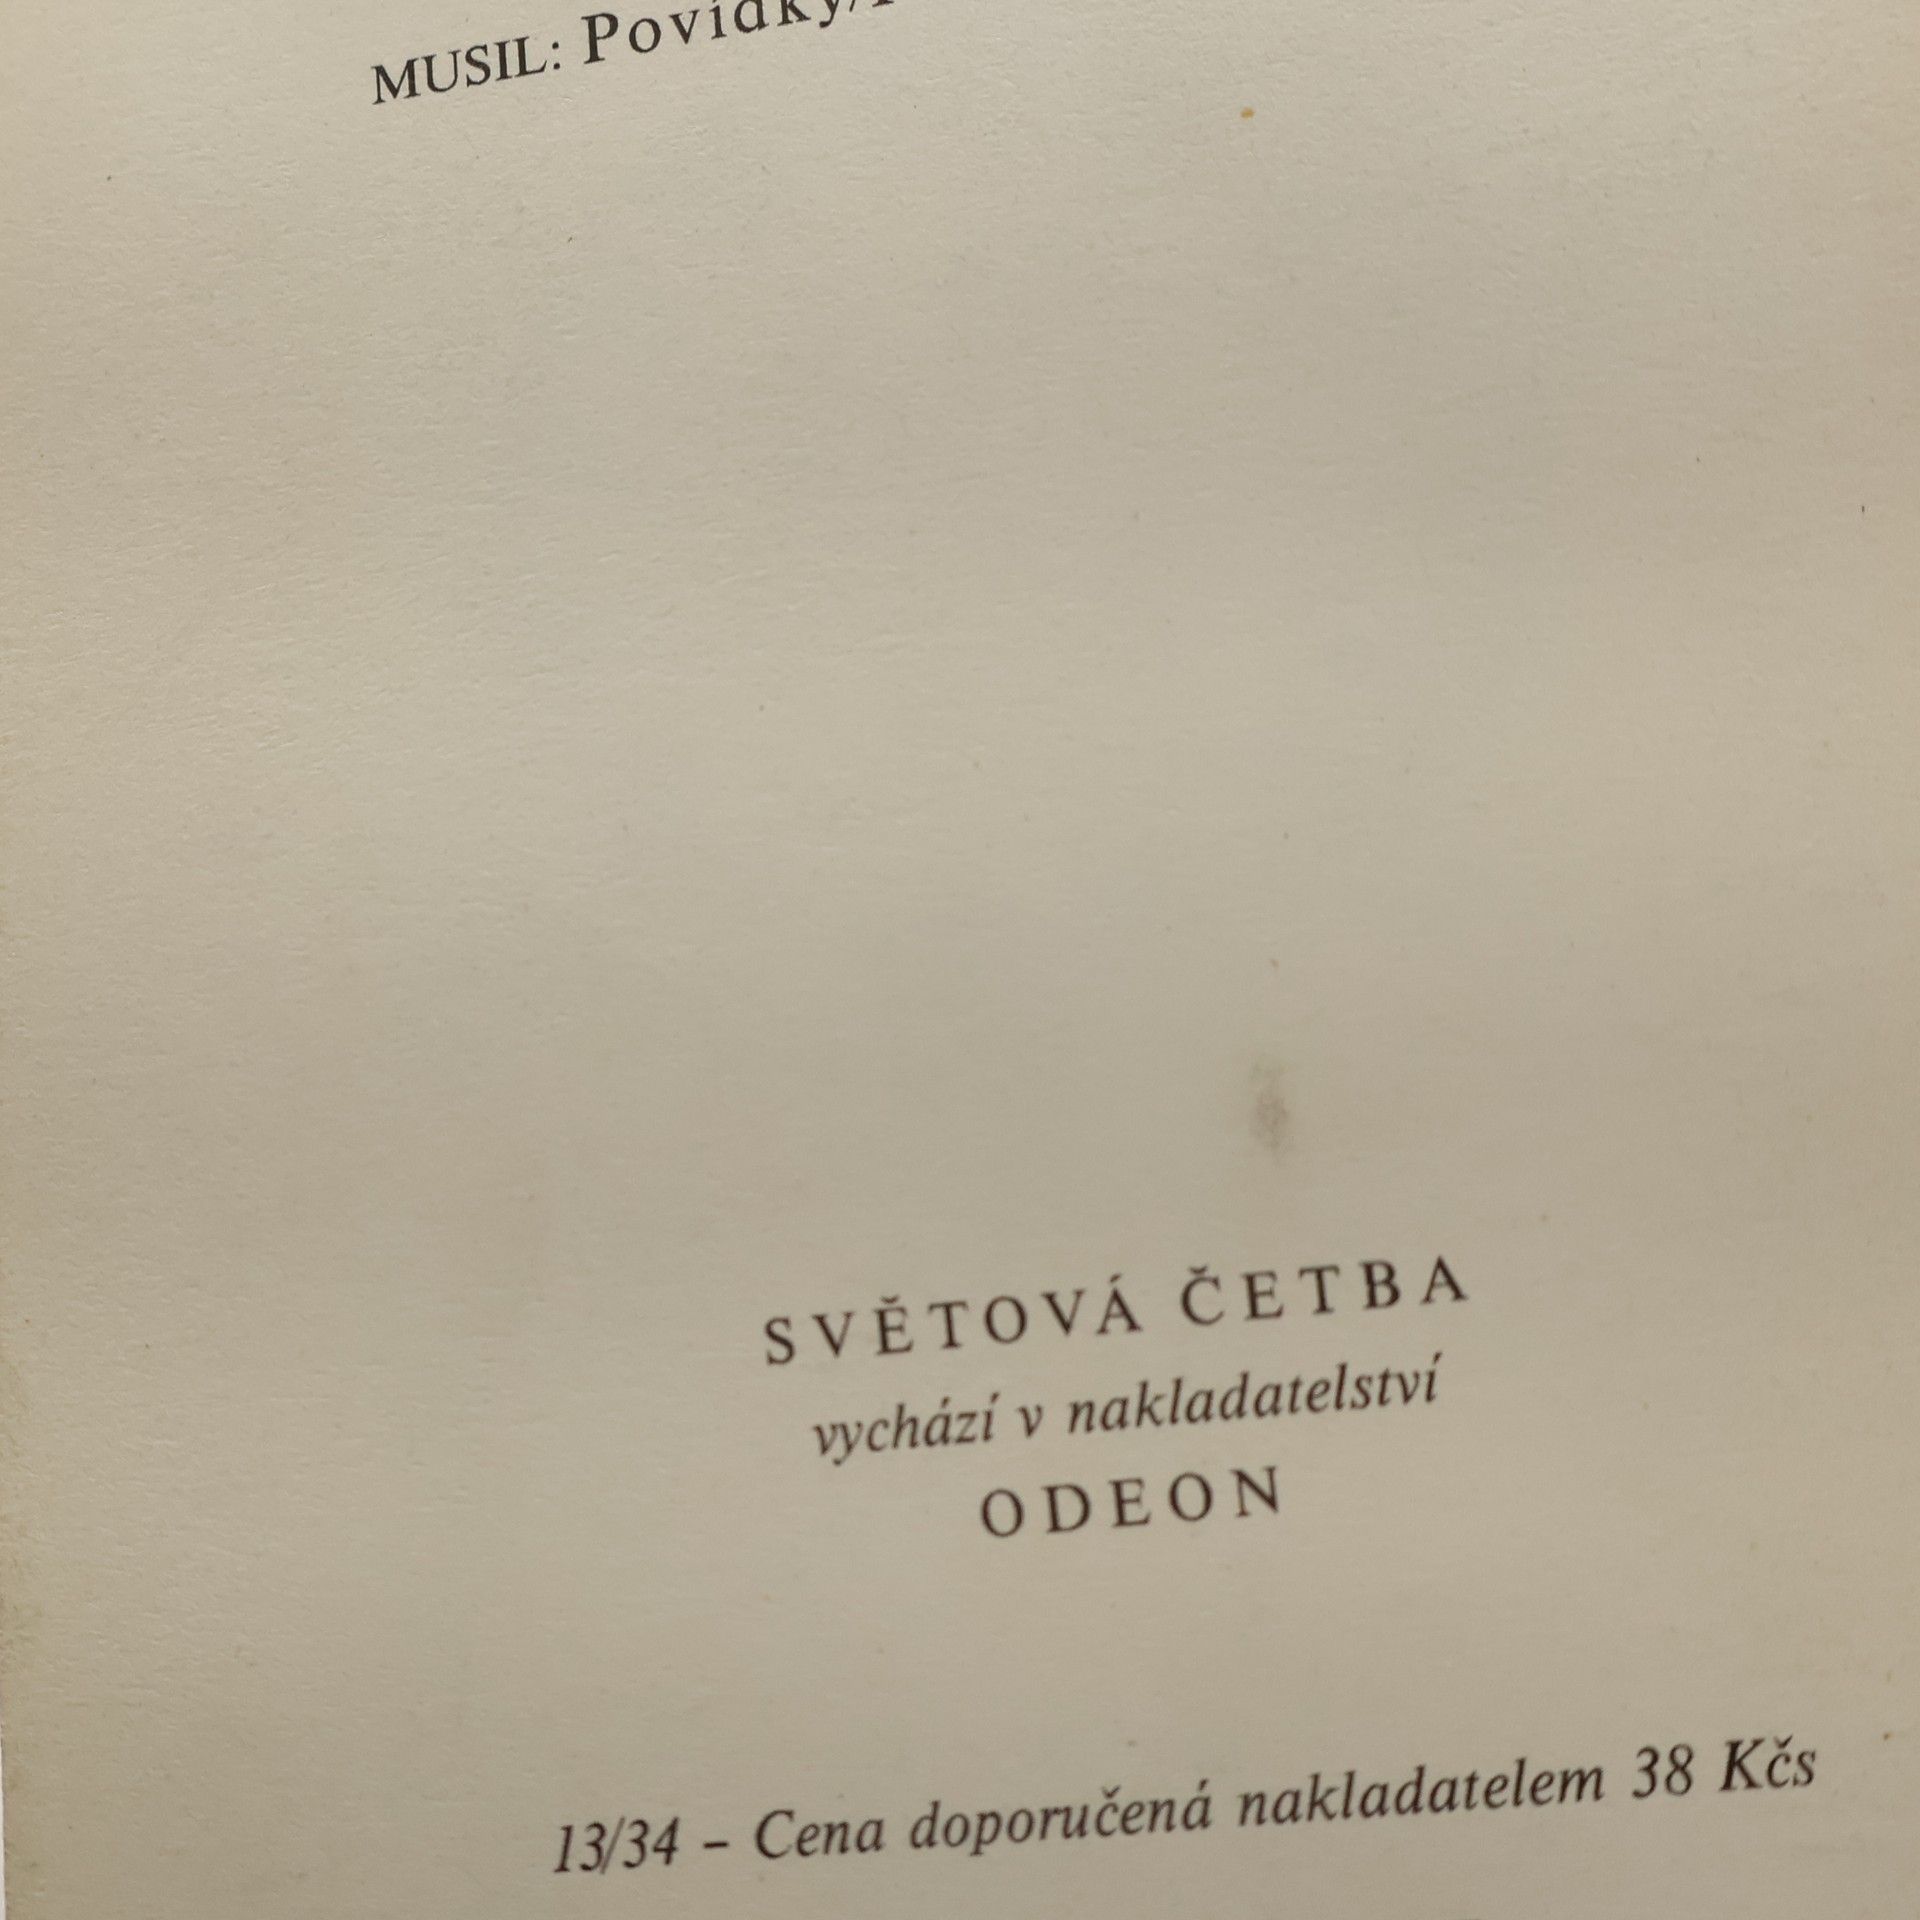 MUSIL: Povídky/
SVĚTOVÁ ČETBA
vychází v nakladatelství
ODEON
13/34 – Cena doporučená nakladatelem 38 Kčs